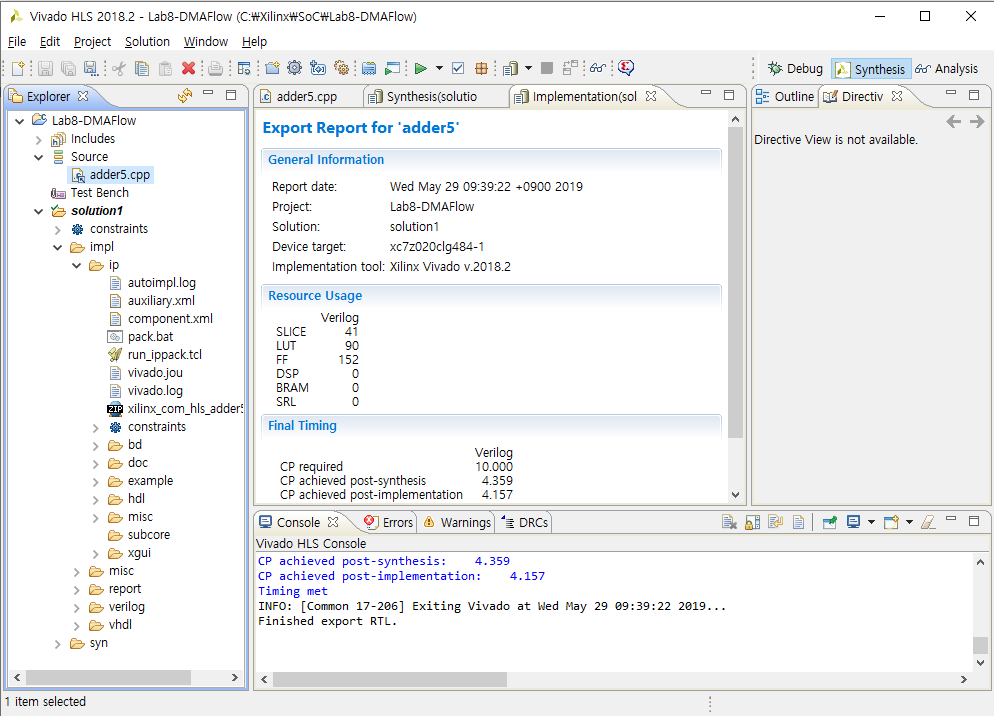 Vivado HLS 2018.2 - Lab8-DMAFlow (C:₩Xilinx₩SoC₩Lab8-DMAFlow)
File Edit Project Solution Window Help
Debug Synthesis Analysis
Explorer
Lab8-DMAFlow
Includes
Source
adder5.cpp
Test Bench
solution1
constraints
impl
ip
autoimpl.log
auxiliary.xml
component.xml
pack.bat
run_ippack.tcl
vivado.jou
vivado.log
ZIP xilinx_com_hls_adder5
constraints
bd
doc
example
hdl
misc
subcore
xgui
misc
report
verilog
vhdl
syn
adder5.cpp Synthesis(solutio Implementation(sol
Export Report for 'adder5'
General Information
Report date: Wed May 29 09:39:22 +0900 2019
Project: Lab8-DMAFlow
Solution: solution1
Device target: xc7z020clg484-1
Implementation tool: Xilinx Vivado v.2018.2
Resource Usage
Verilog
SLICE 41
LUT 90
FF 152
DSP 0
BRAM 0
SRL 0
Final Timing
Verilog
CP required 10.000
CP achieved post-synthesis 4.359
CP achieved post-implementation 4.157
Outline Directiv
Directive View is not available.
Console Errors Warnings DRCs
Vivado HLS Console
CP achieved post-synthesis: 4.359
CP achieved post-implementation: 4.157
Timing met
INFO: [Common 17-206] Exiting Vivado at Wed May 29 09:39:22 2019...
Finished export RTL.
1 item selected